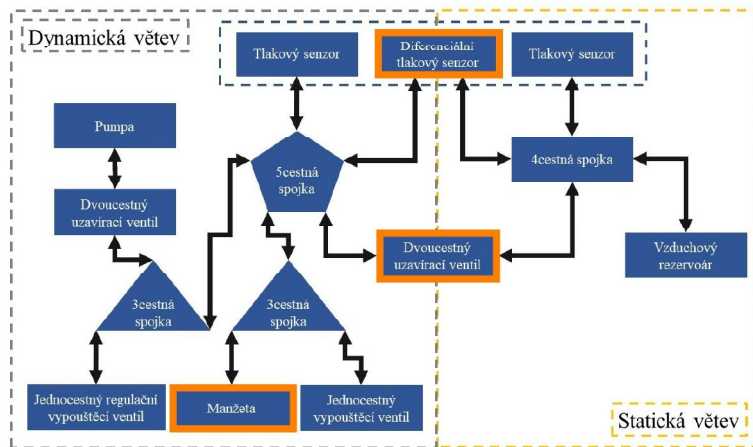 Dynamická větev
Tlakový senzor
Diferenciální
tlakový senzor
Tlakový senzor
Pumpa
5cestná
spojka
4cestná spojka
Dvoucestný
uzavírací ventil
Dvoucestný
uzavírací ventil
Vzduchový
rezervoár
3cestná
spojka
3cestná
spojka
Jednocestný regulační
vypouštěcí ventil
Manžeta
Jednocestný
vypouštěcí ventil
Statická větev